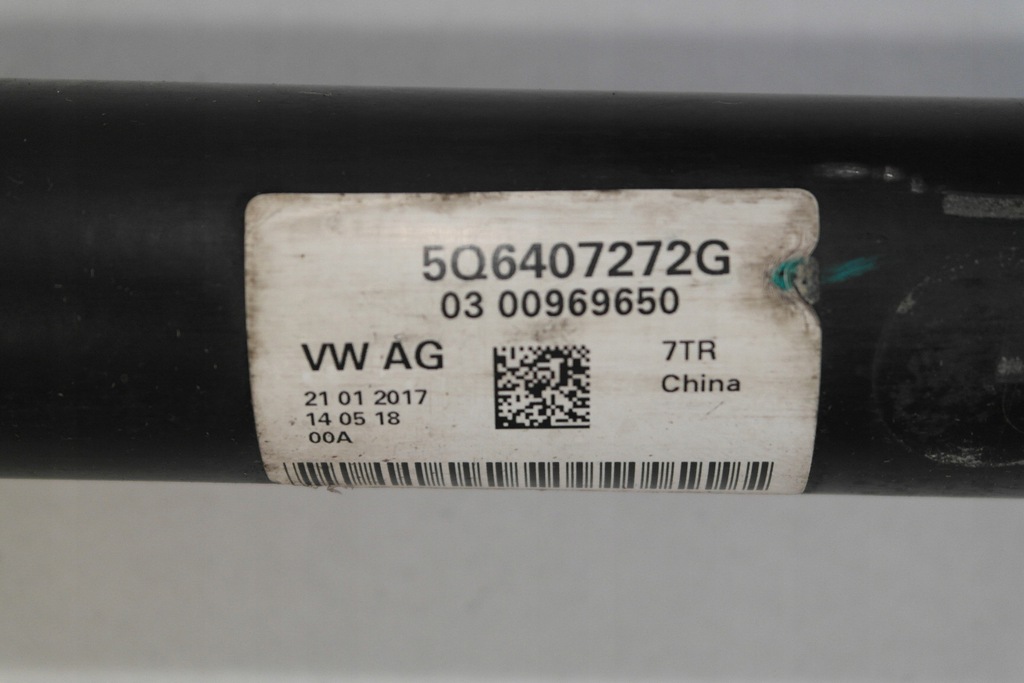 5Q6407272G
03 00969650
VW AG
7TR
China
21 01 2017
14 05 18
00A